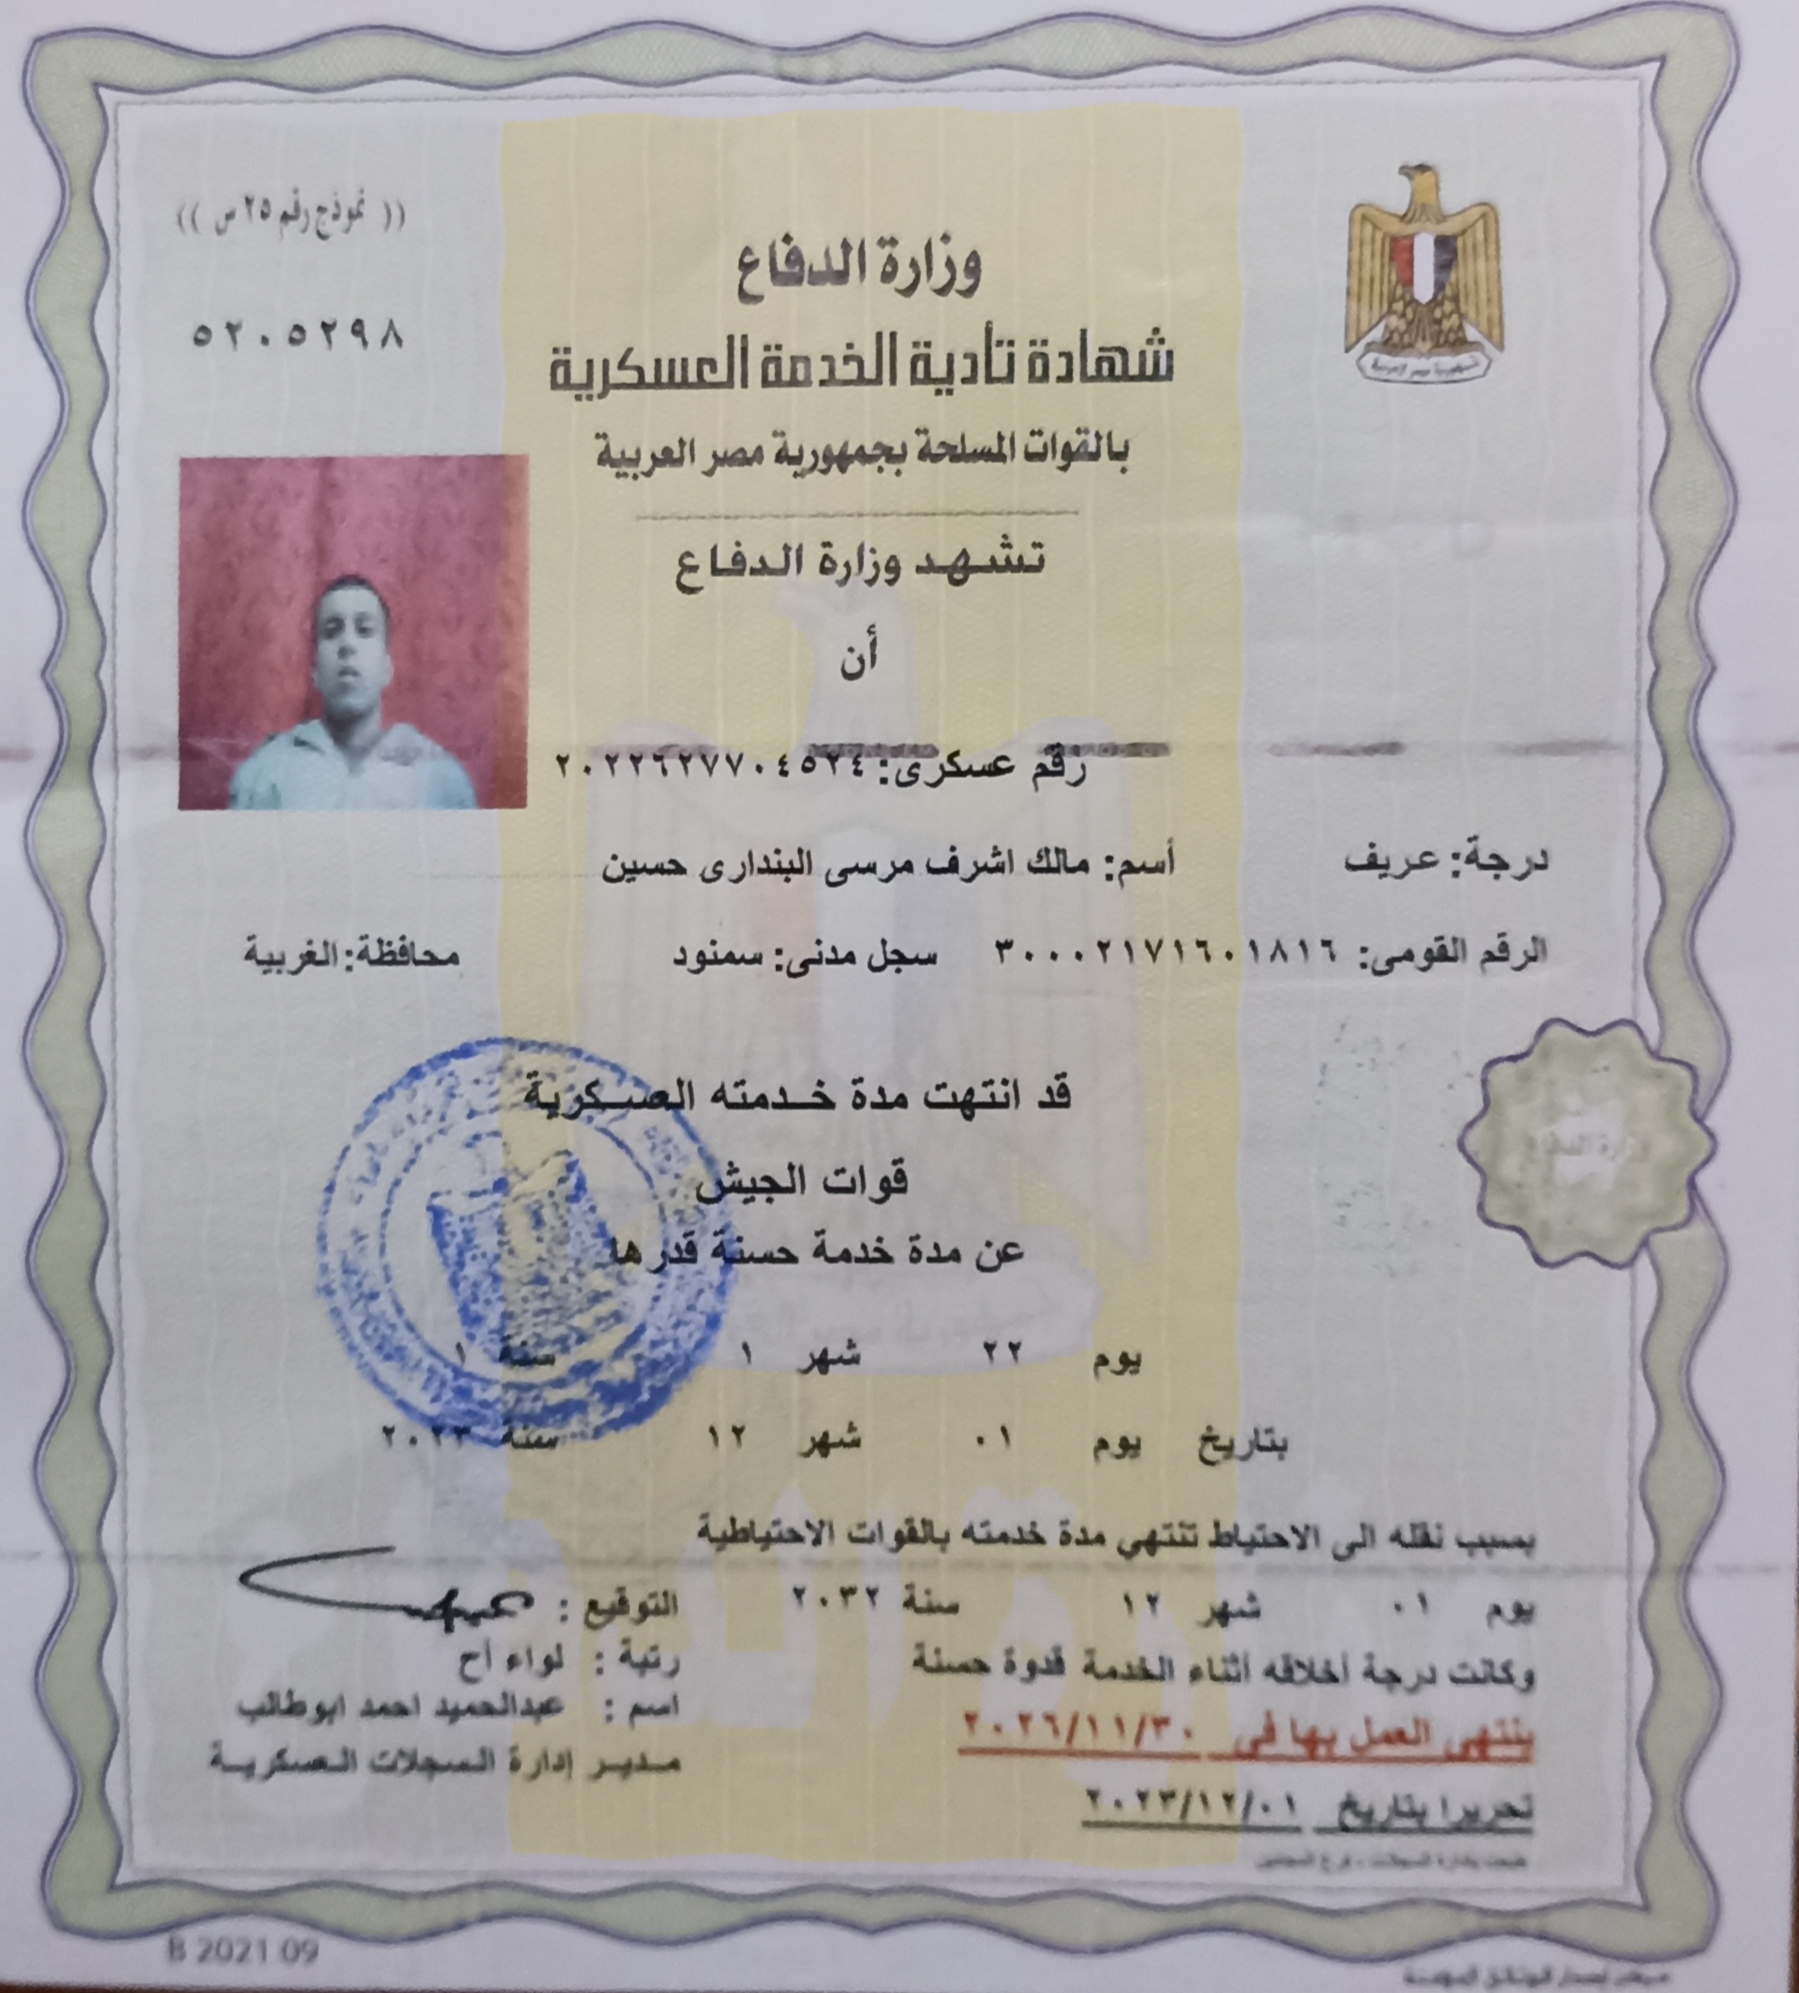 (( نموذج رقم ٢٥ س ))
وزارة الدفاع
٥٢٠٥٢٩٨
شهادة تأدية الخدمة العسكرية
بالقوات المسلحة بجمهورية مصر العربية
تشهد وزارة الدفاع
أن
رقم عسكرى: ٢٠٢٢٦٢٧٧٠٤٥٢٤
درجة: عريف أسم: مالك اشرف مرسى البندارى حسين
الرقم القومى: ٣٠٠٠٢١٧١٦٠١٨١٦ سجل مدنى: سمنود محافظة: الغربية
قد انتهت مدة خدمته العسكرية
قوات الجيش
عن مدة خدمة حسنة قدرها
يوم ٢٢ شهر ١ سنة ١
بتاريخ يوم ٠١ شهر ١٢ سنة ٢٠٢٣
بسبب نقله الى الاحتياط تنتهي مدة خدمته بالقوات الاحتياطية
يوم ٠١ شهر ١٢ سنة ٢٠٣٢
وكانت درجة أخلاقه أثناء الخدمة قدوة حسنة
ينتهى العمل بها فى ٢٠٢٦/١١/٣٠
تحريرا بتاريخ ٢٠٢٣/١٢/٠١
التوقيع :
رتبة : لواء أح
اسم : عبدالحميد احمد ابوطالب
مدير إدارة السجلات العسكرية
B 2021 09